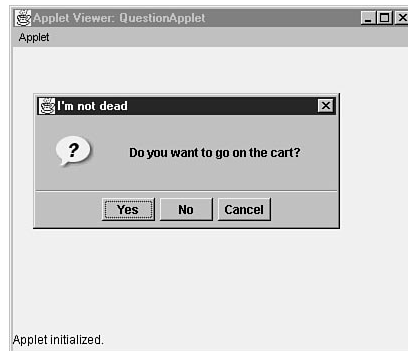 Applet Viewer: QuestionApplet
Applet
I'm not dead
?
Do you want to go on the cart?
Yes
No
Cancel
Applet initialized.